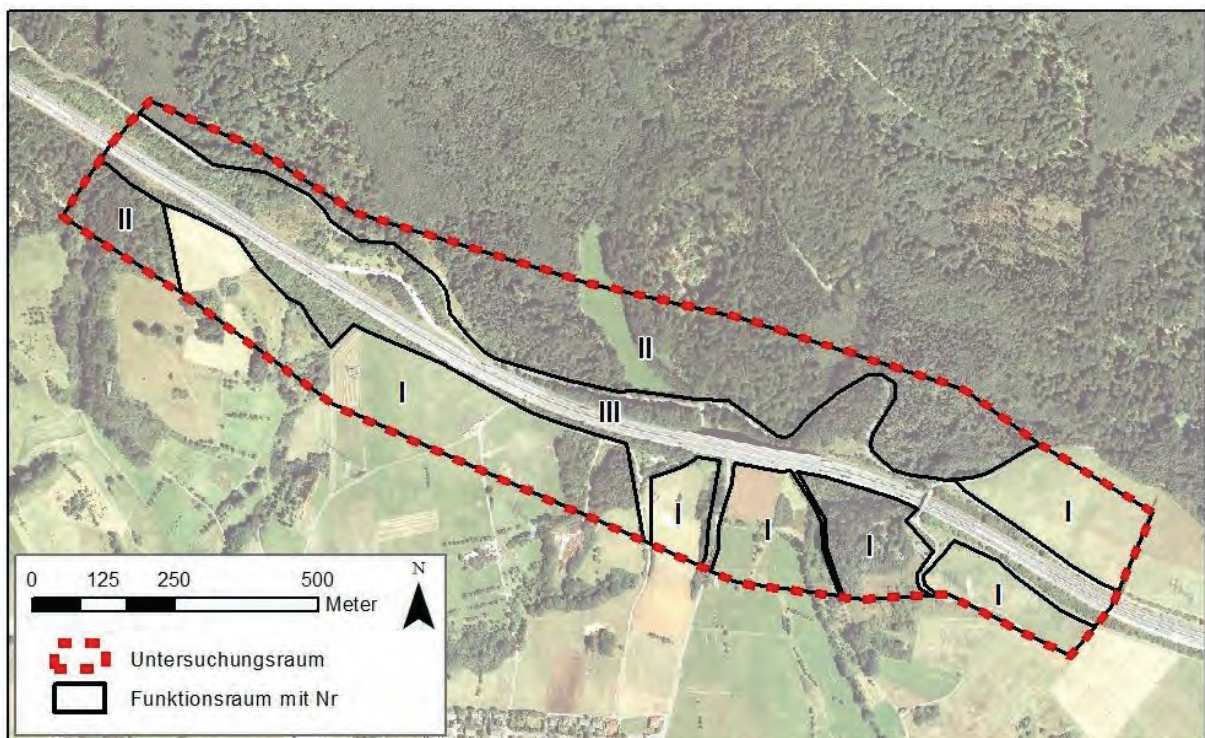 II
II
I
III
I
I
I
I
I
0 125 250 500
Meter
N
Untersuchungsraum
Funktionsraum mit Nr